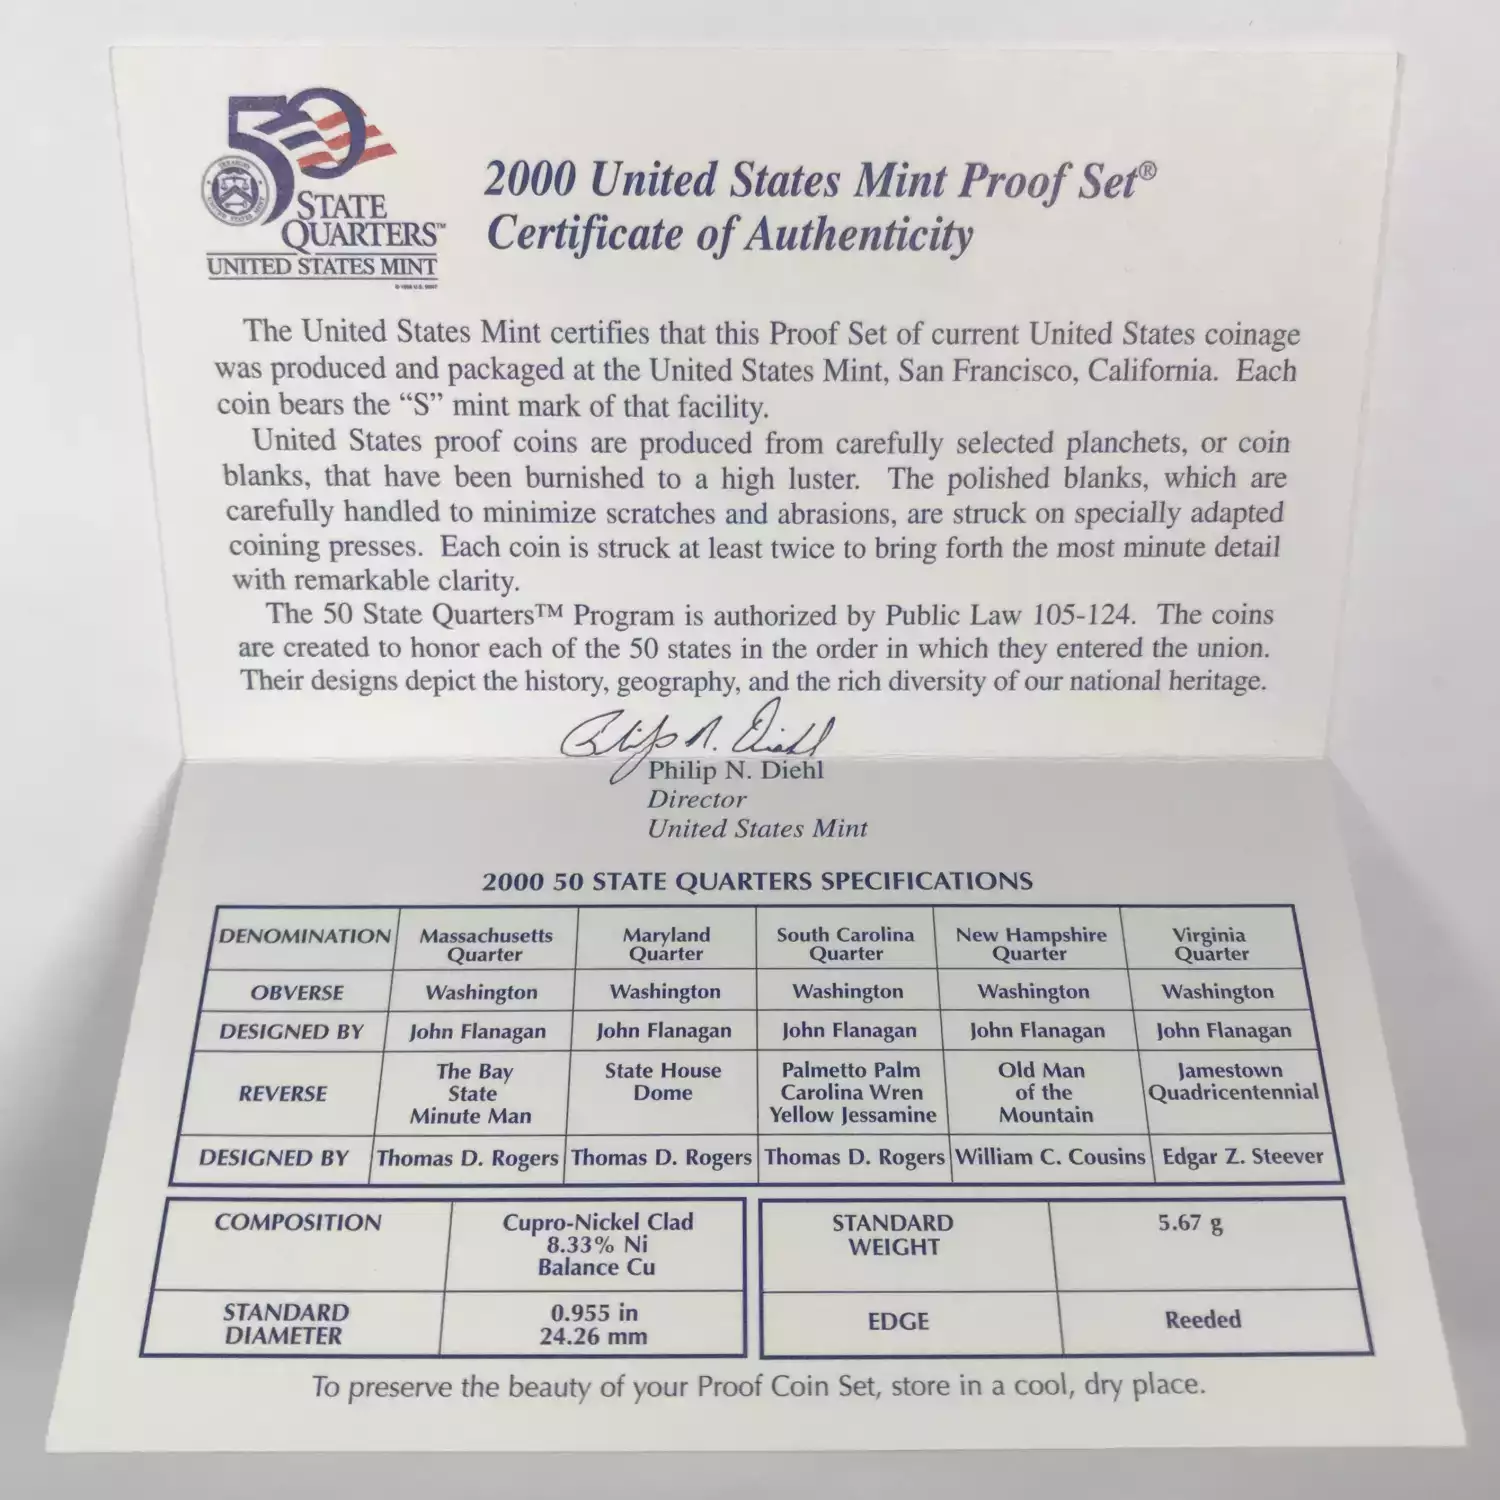 50
STATE
QUARTERS™
UNITED STATES MINT
2000 United States Mint Proof Set®
Certificate of Authenticity
The United States Mint certifies that this Proof Set of current United States coinage
was produced and packaged at the United States Mint, San Francisco, California. Each
coin bears the “S” mint mark of that facility.
United States proof coins are produced from carefully selected planchets, or coin
blanks, that have been burnished to a high luster. The polished blanks, which are
carefully handled to minimize scratches and abrasions, are struck on specially adapted
coining presses. Each coin is struck at least twice to bring forth the most minute detail
with remarkable clarity.
The 50 State Quarters™ Program is authorized by Public Law 105-124. The coins
are created to honor each of the 50 states in the order in which they entered the union.
Their designs depict the history, geography, and the rich diversity of our national heritage.
Philip N. Diehl
Philip N. Diehl
Director
United States Mint
2000 50 STATE QUARTERS SPECIFICATIONS
DENOMINATION Massachusetts Quarter Maryland Quarter South Carolina Quarter New Hampshire Quarter Virginia Quarter
OBVERSE Washington Washington Washington Washington Washington
DESIGNED BY John Flanagan John Flanagan John Flanagan John Flanagan John Flanagan
REVERSE The Bay State Minute Man State House Dome Palmetto Palm Carolina Wren Yellow Jessamine Old Man of the Mountain Jamestown Quadricentennial
DESIGNED BY Thomas D. Rogers Thomas D. Rogers Thomas D. Rogers William C. Cousins Edgar Z. Steever
COMPOSITION Cupro-Nickel Clad
8.33% Ni
Balance Cu
STANDARD DIAMETER 0.955 in
24.26 mm
STANDARD WEIGHT 5.67 g
EDGE Reeded
To preserve the beauty of your Proof Coin Set, store in a cool, dry place.